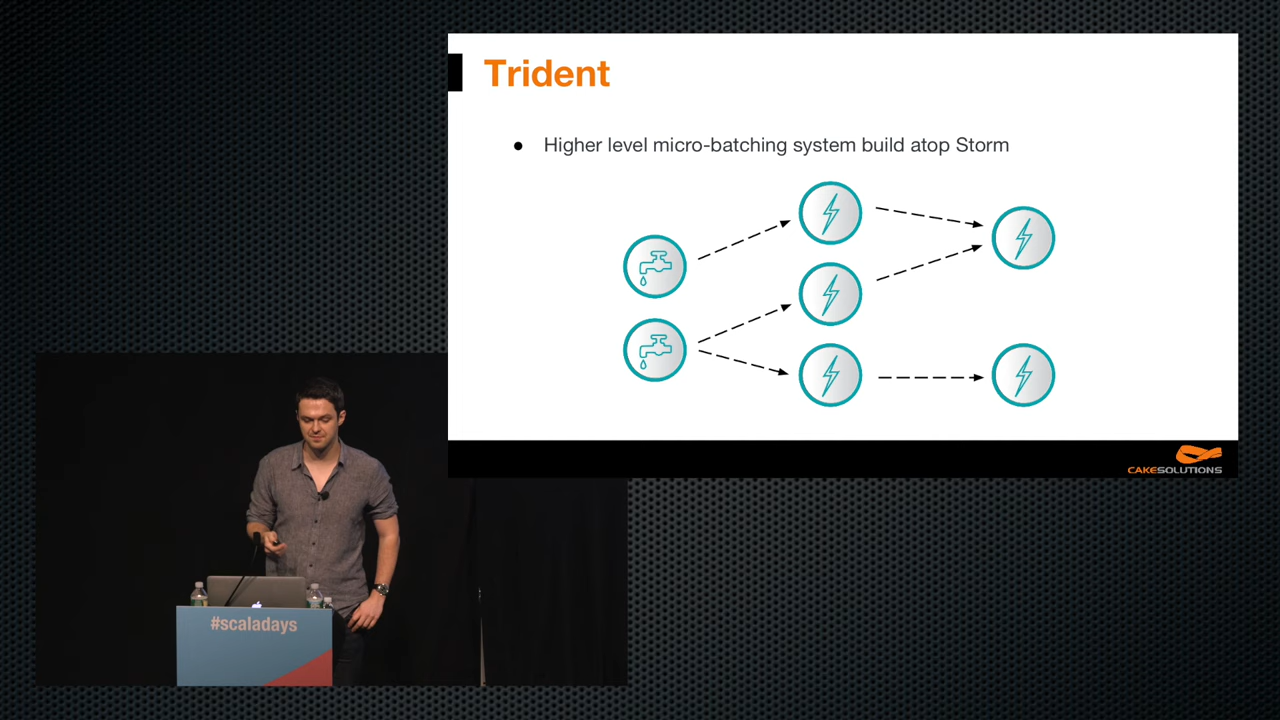 Trident
● Higher level micro-batching system build atop Storm
CAKESOLUTIONS
#scaladays